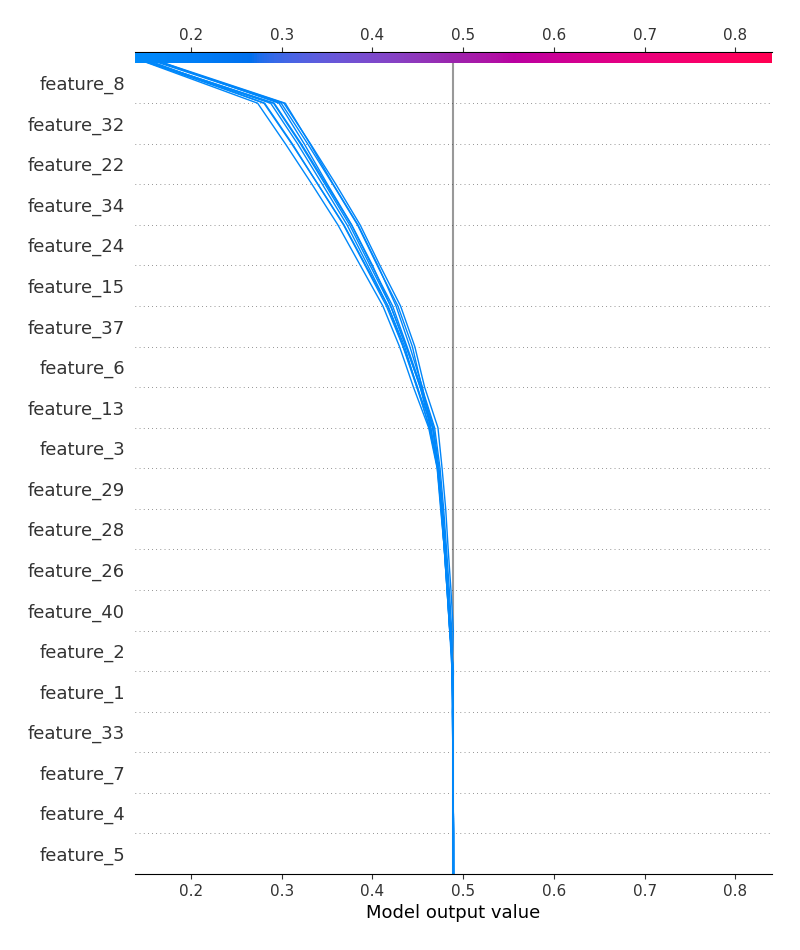 0.2 0.3 0.4 0.5 0.6 0.7 0.8
feature_8
feature_32
feature_22
feature_34
feature_24
feature_15
feature_37
feature_6
feature_13
feature_3
feature_29
feature_28
feature_26
feature_40
feature_2
feature_1
feature_33
feature_7
feature_4
feature_5
0.2 0.3 0.4 0.5 0.6 0.7 0.8
Model output value